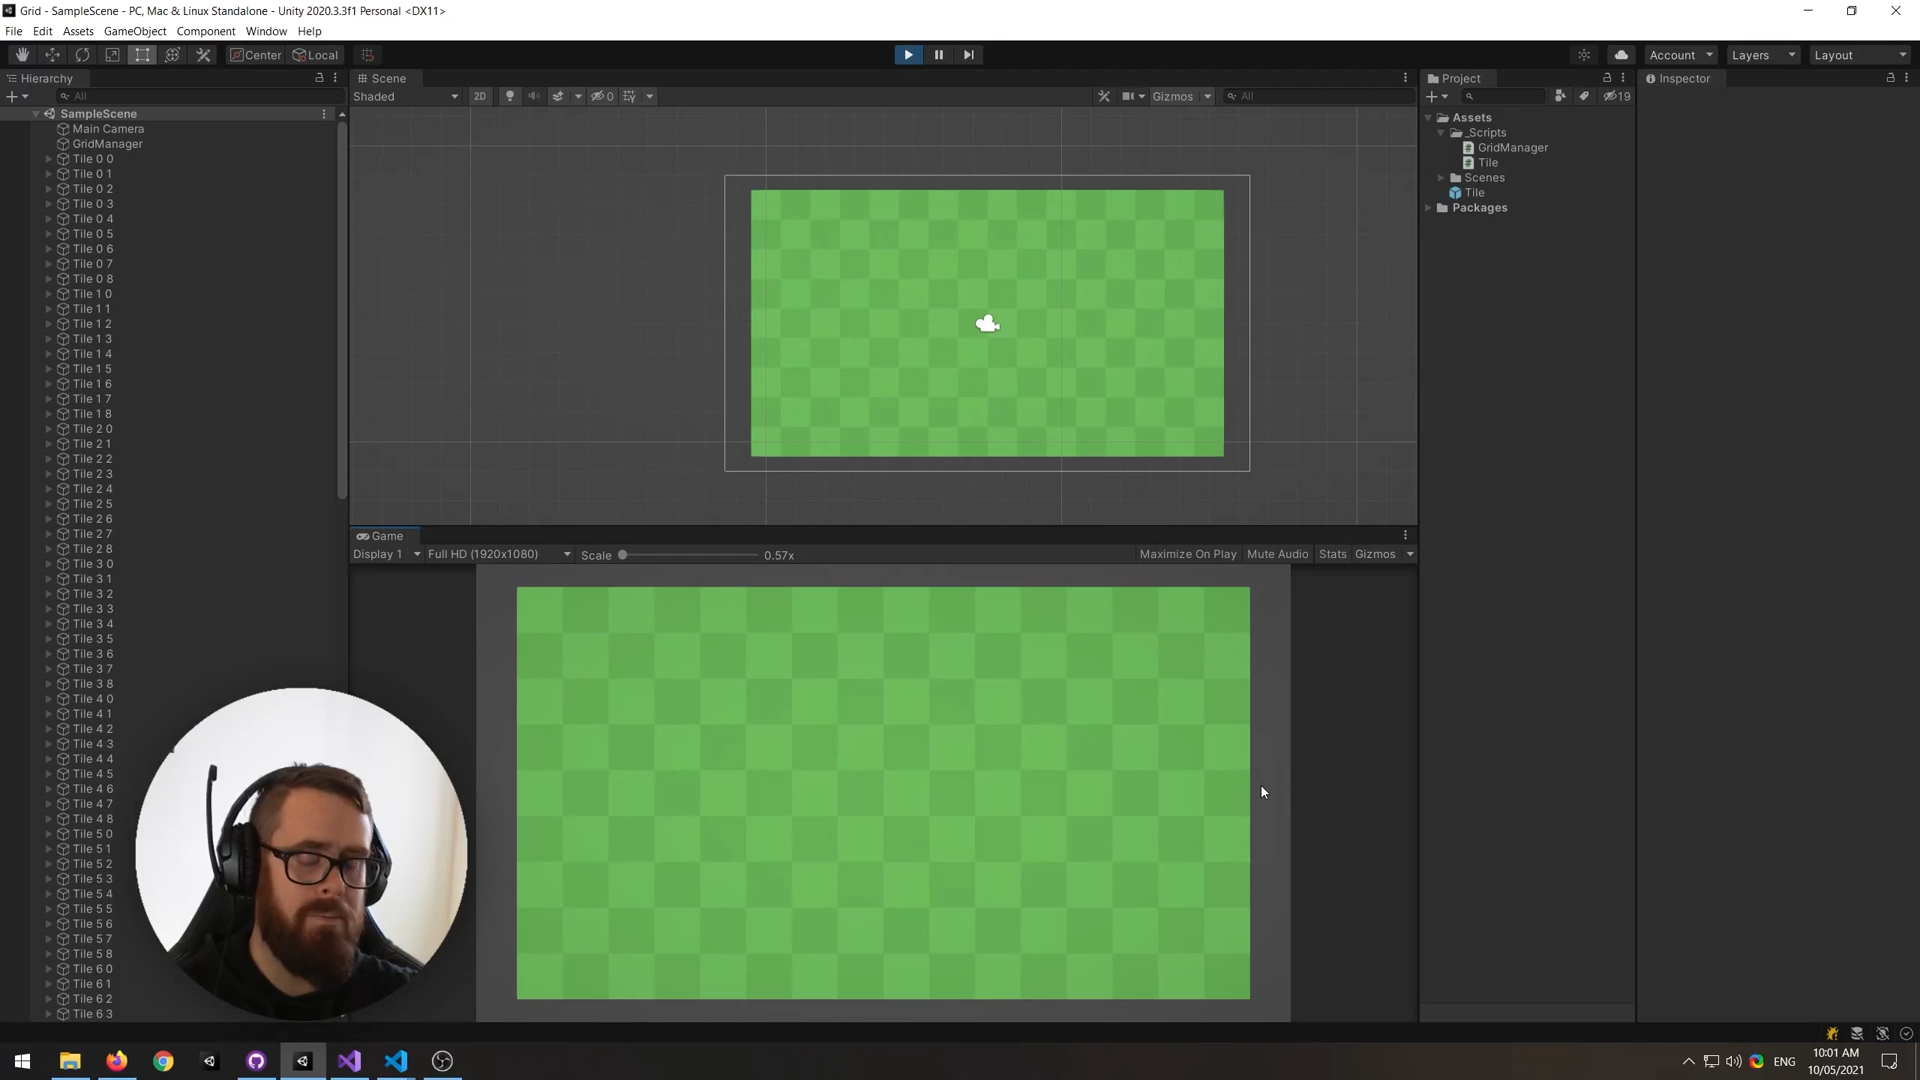 Grid - SampleScene - PC, Mac & Linux Standalone - Unity 2020.3.3f1 Personal <DX11>
File Edit Assets GameObject Component Window Help
Center Local Account Layers Layout
Hierarchy
All
SampleScene
Main Camera
GridManager
Tile 0 0
Tile 0 1
Tile 0 2
Tile 0 3
Tile 0 4
Tile 0 5
Tile 0 6
Tile 0 7
Tile 0 8
Tile 1 0
Tile 1 1
Tile 1 2
Tile 1 3
Tile 1 4
Tile 1 5
Tile 1 6
Tile 1 7
Tile 1 8
Tile 2 0
Tile 2 1
Tile 2 2
Tile 2 3
Tile 2 4
Tile 2 5
Tile 2 6
Tile 2 7
Tile 2 8
Tile 3 0
Tile 3 1
Tile 3 2
Tile 3 3
Tile 3 4
Tile 3 5
Tile 3 6
Tile 3 7
Tile 3 8
Tile 4 0
Tile 4 1
Tile 4 2
Tile 4 3
Tile 4 4
Tile 4 5
Tile 4 6
Tile 4 7
Tile 4 8
Tile 5 0
Tile 5 1
Tile 5 2
Tile 5 3
Tile 5 4
Tile 5 5
Tile 5 6
Tile 5 7
Tile 5 8
Tile 6 0
Tile 6 1
Tile 6 2
Tile 6 3
Scene
Shaded 2D 0 Gizmos All
Game
Display 1 Full HD (1920x1080) Scale 0.57x Maximize On Play Mute Audio Stats Gizmos
Project
19
Assets
_Scripts
GridManager
Tile
Scenes
Tile
Packages
Inspector
ENG
10:01 AM
10/05/2021